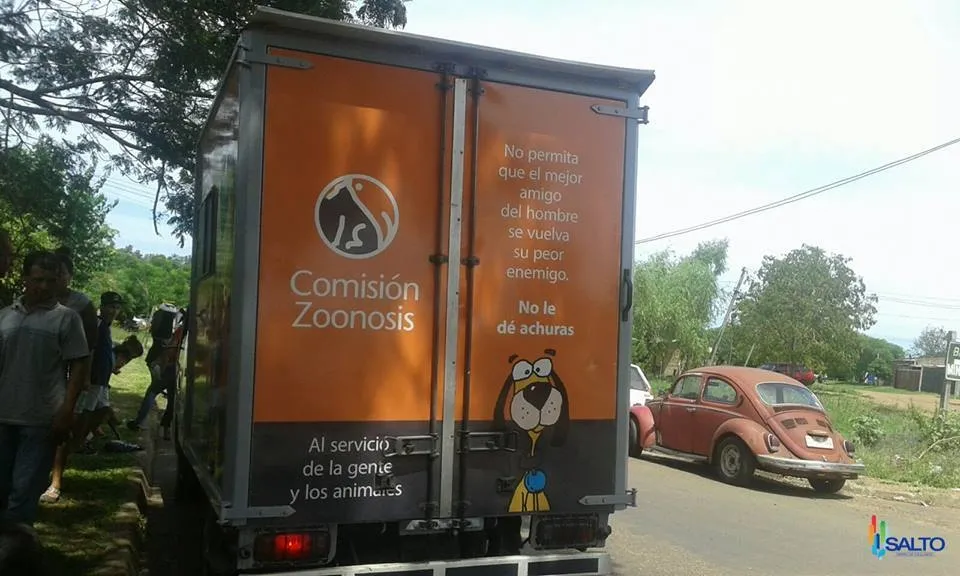 Comisión
Zoonosis
Al servicio
de la gente
y los animales
No permita
que el mejor
amigo
del hombre
se vuelva
su peor
enemigo.
No le
dé achuras
SALTO